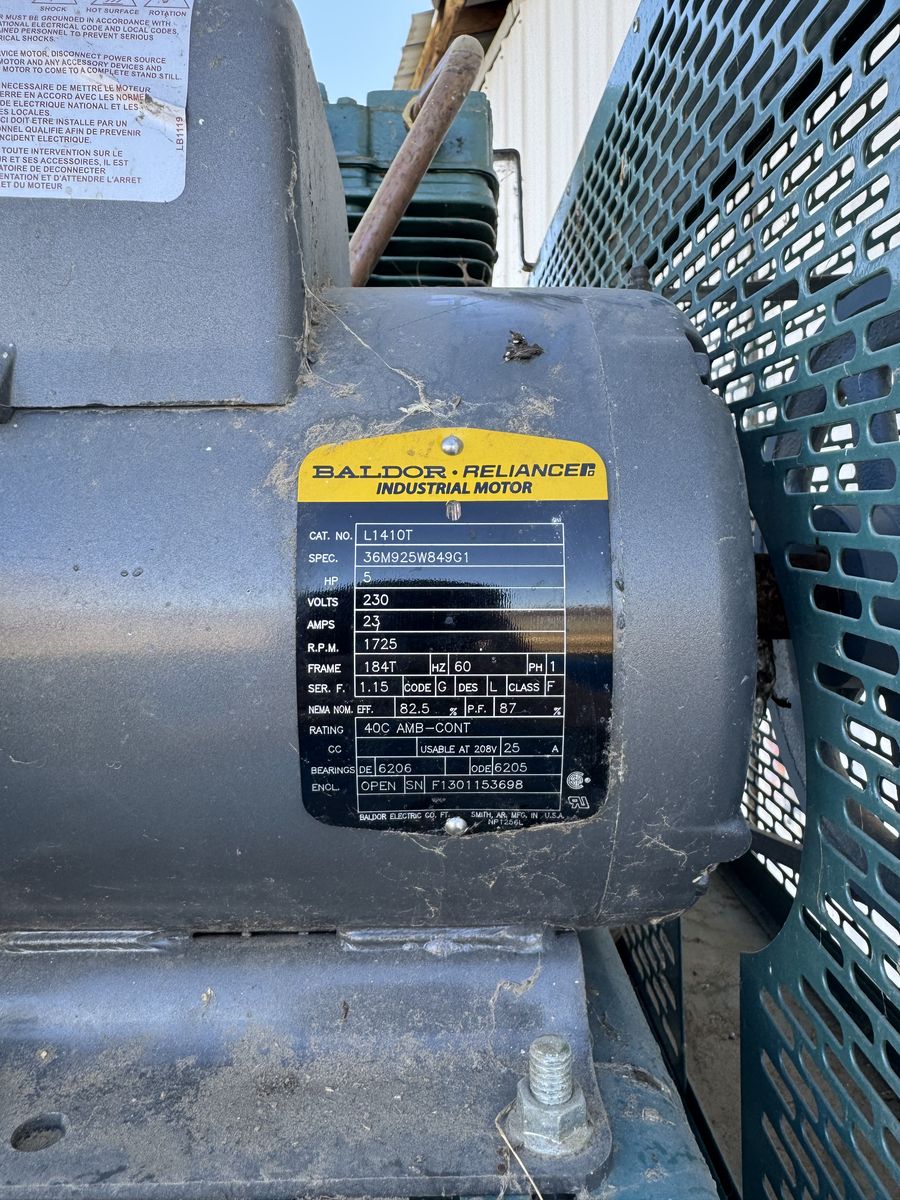 SHOCK HOT SURFACE ROTATION
MUST BE GROUNDED IN ACCORDANCE WITH
ELECTRICAL CODE AND LOCAL CODES,
PERSONNEL TO PREVENT SERIOUS
SHOCKS.
MOTOR, DISCONNECT POWER SOURCE
MOTOR AND ANY ACCESSORY DEVICES AND
MOTOR TO COME TO A COMPLETE STAND STILL.
NECESSAIRE DE METTRE LE MOTEUR
TERRE EN ACCORD AVEC LES NORMES
DE ELECTRIQUE NATIONAL ET LES
LOCALES.
CI DOIT-ETRE INSTALLE PAR UN
QUALIFIE AFIN DE PREVENIR
INCIDENT ELECTRIQUE.
TOUTE INTERVENTION SUR LE
ET SES ACCESSOIRES, IL EST
DE DECONNECTER
ET D'ATTENDRE L'ARRET
ET DU MOTEUR
LB1119
BALDOR • RELIANCE
INDUSTRIAL MOTOR
CAT. NO. L1410T
SPEC. 36M925W849G1
HP 5
VOLTS 230
AMPS 23
R.P.M. 1725
FRAME 184T HZ 60 PH 1
SER. F. 1.15 CODE G DES L CLASS F
NEMA NOM. EFF. 82.5 % P.F. 87 %
RATING 40C AMB-CONT
CC USABLE AT 208V 25 A
BEARINGS DE 6206 ODE 6205
ENCL. OPEN SN F1301153698
BALDOR ELECTRIC CO. FT. SMITH, AR. MFG. IN U.S.A.
NP1256L